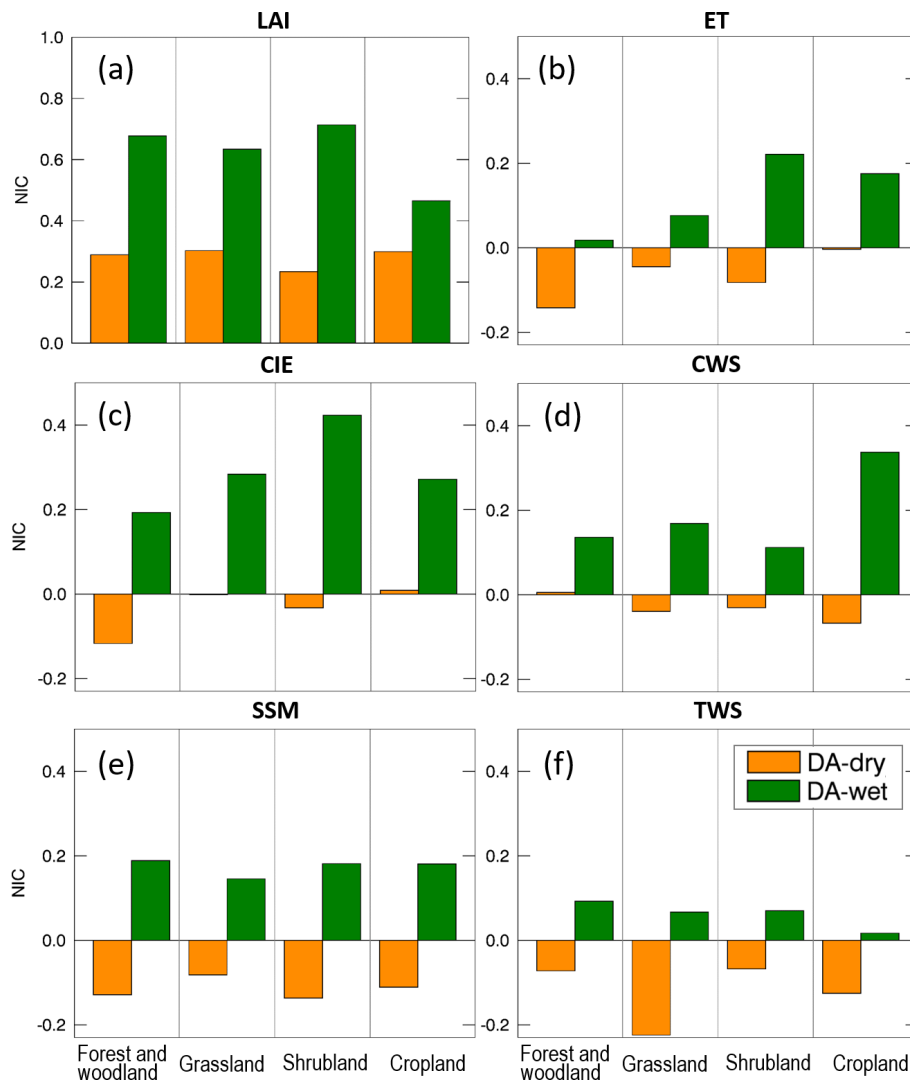 LAI
ET
(a)
(b)
NIC
1.0
0.8
0.6
0.4
0.2
0.0
0.4
0.2
0.0
-0.2
CIE
CWS
(c)
(d)
NIC
0.4
0.2
0.0
-0.2
0.4
0.2
0.0
-0.2
SSM
TWS
(e)
(f)
DA-dry
DA-wet
NIC
0.4
0.2
0.0
-0.2
0.4
0.2
0.0
-0.2
Forest and
woodland
Grassland
Shrubland
Cropland
Forest and
woodland
Grassland
Shrubland
Cropland